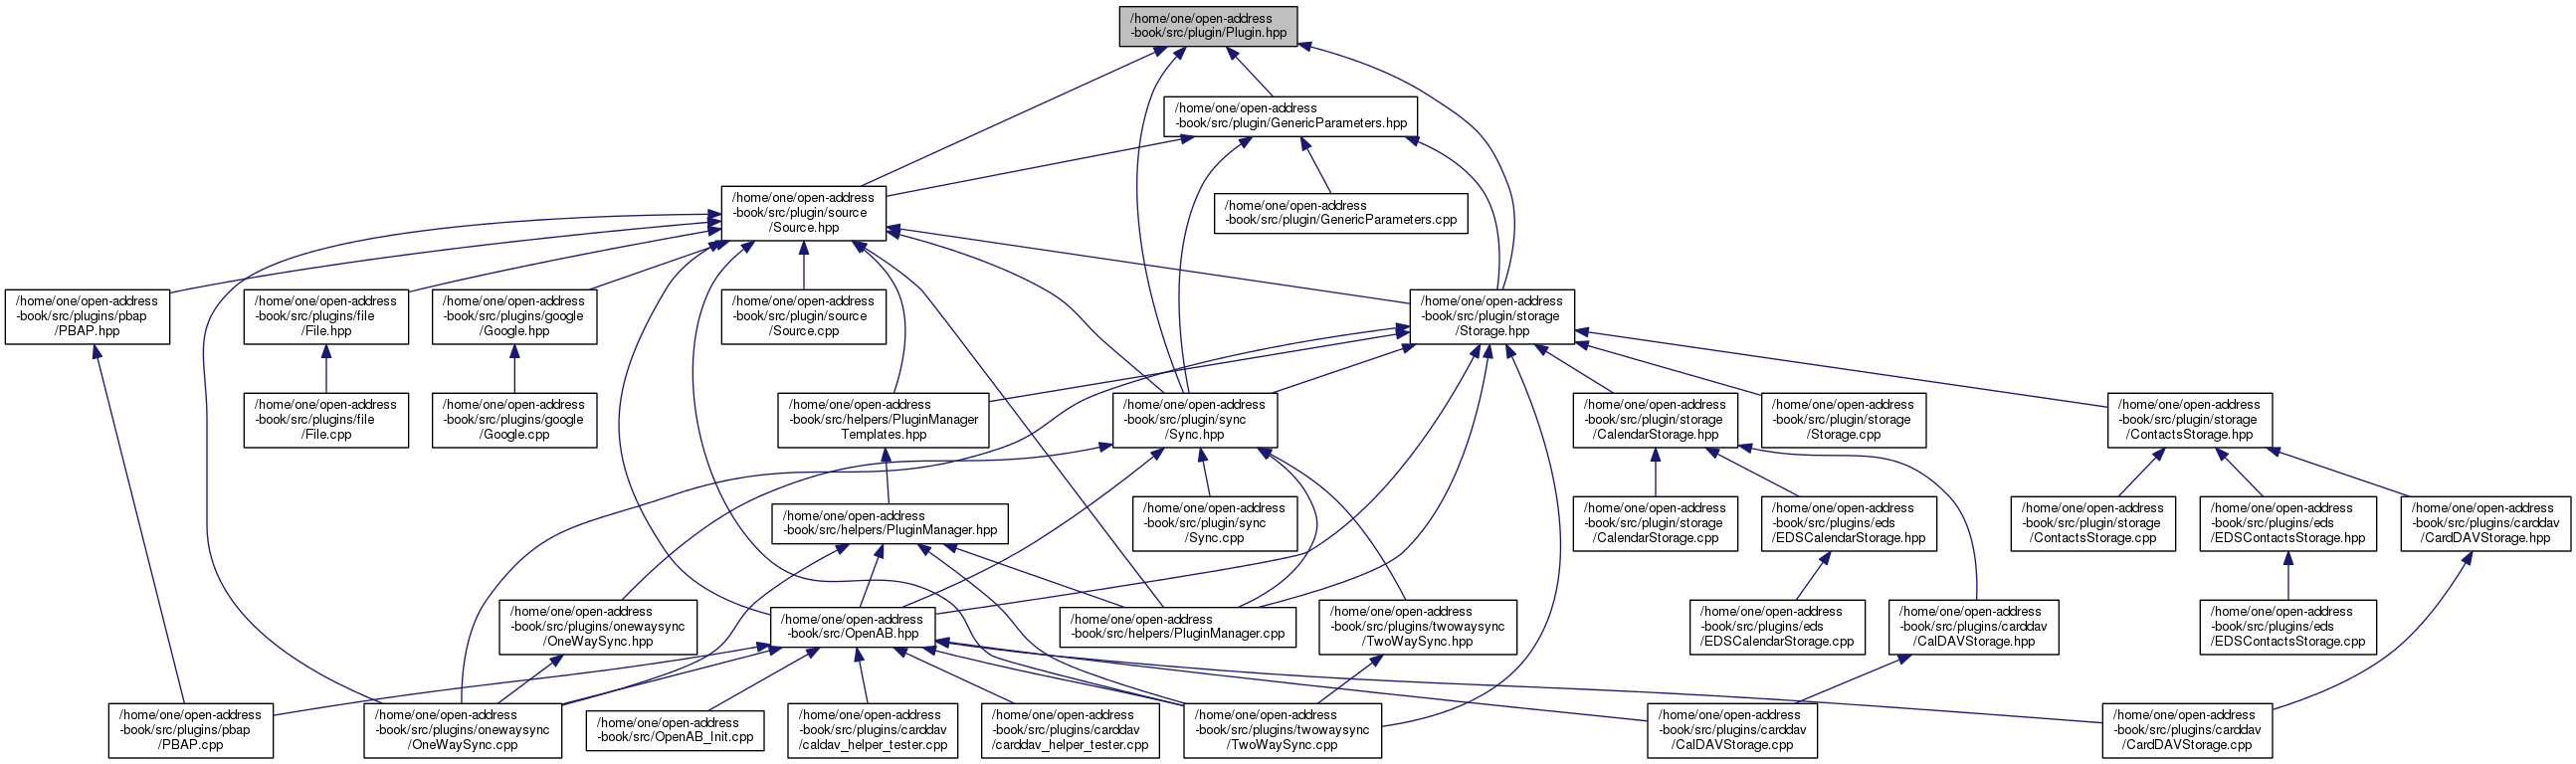 /home/one/open-address
-book/src/plugin/Plugin.hpp
/home/one/open-address
-book/src/plugin/GenericParameters.hpp
/home/one/open-address
-book/src/plugin/source
/Source.hpp
/home/one/open-address
-book/src/plugin/GenericParameters.cpp
/home/one/open-address
-book/src/plugins/pbap
/PBAP.hpp
/home/one/open-address
-book/src/plugins/file
/File.hpp
/home/one/open-address
-book/src/plugins/google
/Google.hpp
/home/one/open-address
-book/src/plugin/source
/Source.cpp
/home/one/open-address
-book/src/plugin/storage
/Storage.hpp
/home/one/open-address
-book/src/plugins/file
/File.cpp
/home/one/open-address
-book/src/plugins/google
/Google.cpp
/home/one/open-address
-book/src/helpers/PluginManager
Templates.hpp
/home/one/open-address
-book/src/plugin/sync
/Sync.hpp
/home/one/open-address
-book/src/plugin/storage
/CalendarStorage.hpp
/home/one/open-address
-book/src/plugin/storage
/Storage.cpp
/home/one/open-address
-book/src/plugin/storage
/ContactsStorage.hpp
/home/one/open-address
-book/src/helpers/PluginManager.hpp
/home/one/open-address
-book/src/plugin/sync
/Sync.cpp
/home/one/open-address
-book/src/plugin/storage
/CalendarStorage.cpp
/home/one/open-address
-book/src/plugins/eds
/EDSCalendarStorage.hpp
/home/one/open-address
-book/src/plugin/storage
/ContactsStorage.cpp
/home/one/open-address
-book/src/plugins/eds
/EDSContactsStorage.hpp
/home/one/open-address
-book/src/plugins/carddav
/CardDAVStorage.hpp
/home/one/open-address
-book/src/plugins/onewaysync
/OneWaySync.hpp
/home/one/open-address
-book/src/OpenAB.hpp
/home/one/open-address
-book/src/helpers/PluginManager.cpp
/home/one/open-address
-book/src/plugins/twowaysync
/TwoWaySync.hpp
/home/one/open-address
-book/src/plugins/eds
/EDSCalendarStorage.cpp
/home/one/open-address
-book/src/plugins/carddav
/CalDAVStorage.hpp
/home/one/open-address
-book/src/plugins/eds
/EDSContactsStorage.cpp
/home/one/open-address
-book/src/plugins/pbap
/PBAP.cpp
/home/one/open-address
-book/src/plugins/onewaysync
/OneWaySync.cpp
/home/one/open-address
-book/src/OpenAB_Init.cpp
/home/one/open-address
-book/src/plugins/carddav
/caldav_helper_tester.cpp
/home/one/open-address
-book/src/plugins/carddav
/carddav_helper_tester.cpp
/home/one/open-address
-book/src/plugins/twowaysync
/TwoWaySync.cpp
/home/one/open-address
-book/src/plugins/carddav
/CalDAVStorage.cpp
/home/one/open-address
-book/src/plugins/carddav
/CardDAVStorage.cpp